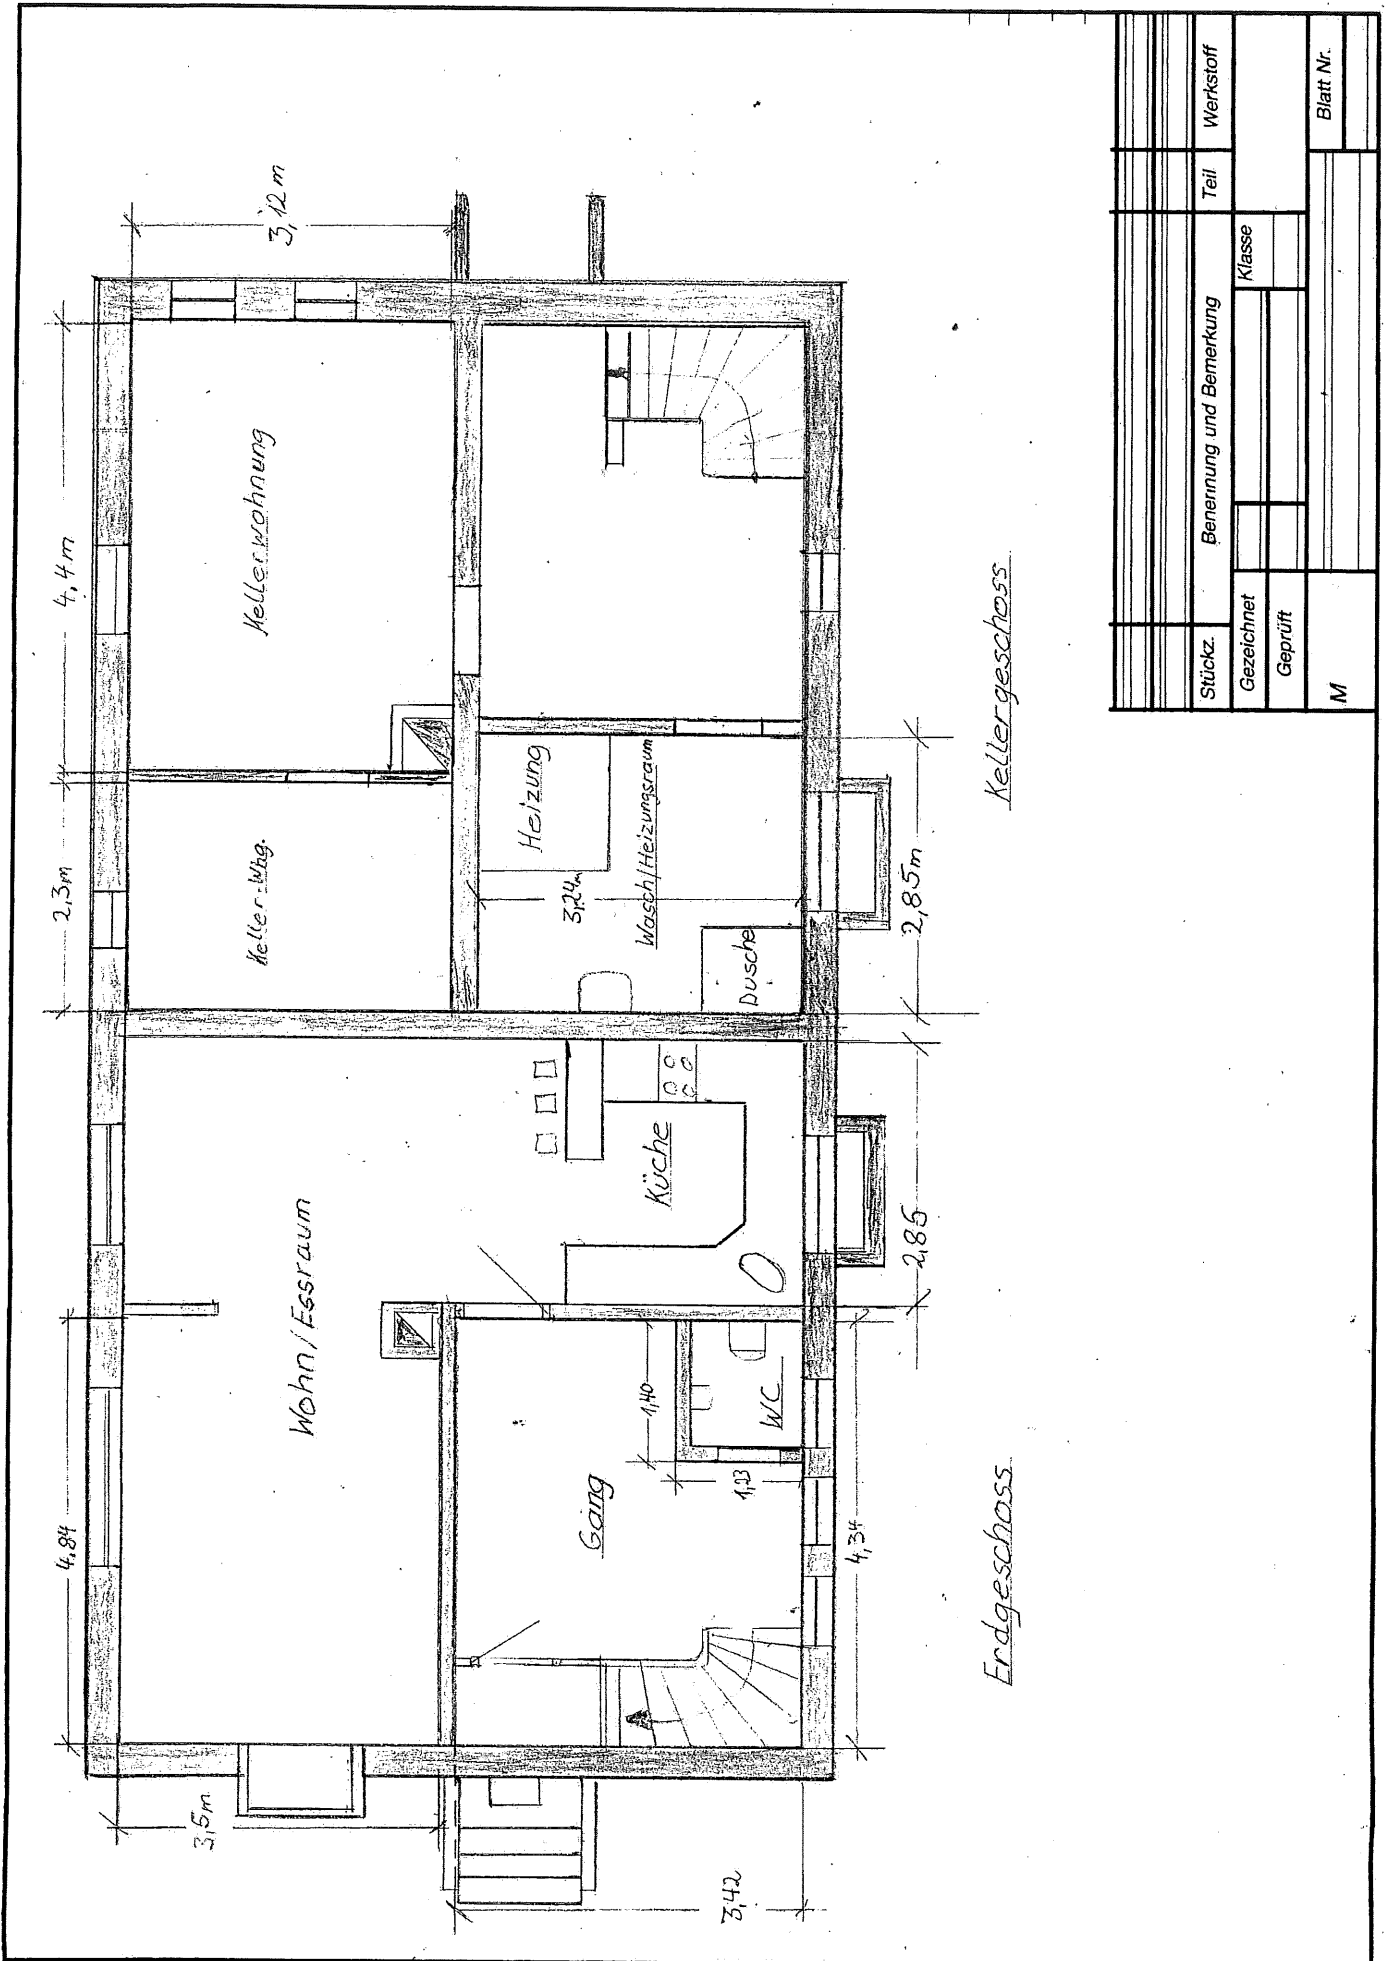 4,84
2,3m
4,4m
3,5m
Wohn/Essraum
Keller-Whg.
Kellerwohnung
3,12m
Gang
1,40
WC
1,23
Küche
3,24m
Heizung
Wasch/Heizungsraum
Dusche
3,42
4,34
2,85
2,85m
Erdgeschoss
Kellergeschoss
Stückz.
Benennung und Bemerkung
Teil
Werkstoff
Gezeichnet
Klasse
Geprüft
M
Blatt Nr.